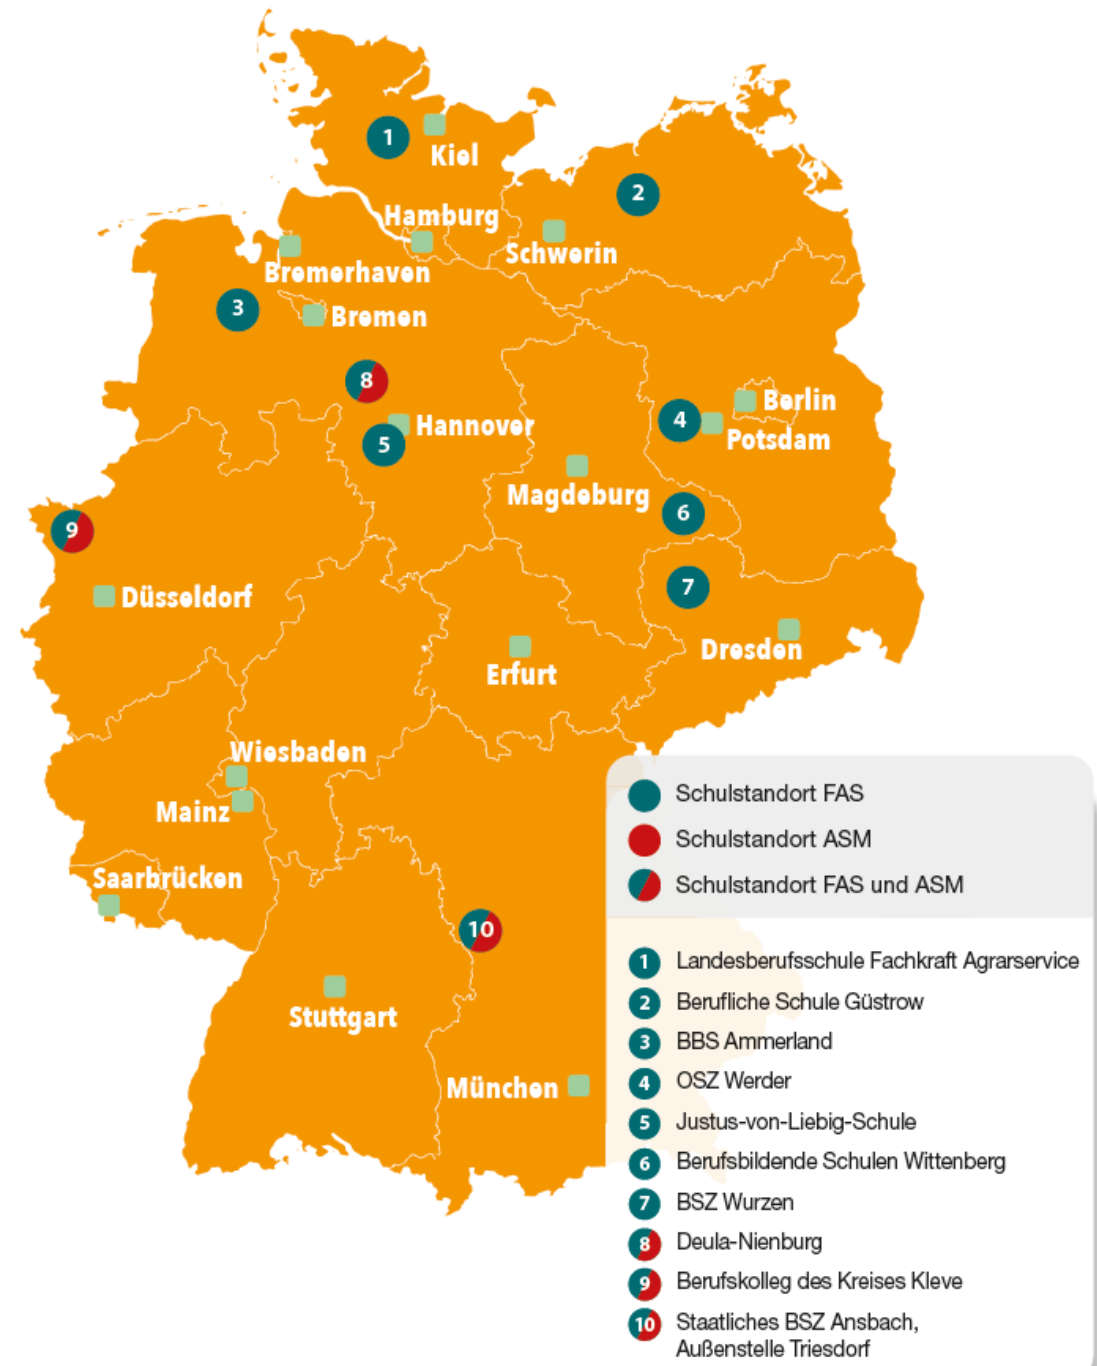 1
Kiel
2
Hamburg
Schwerin
Bremerhaven
3
Bremen
8
Berlin
4
Hannover
Potsdam
5
Magdeburg
6
9
7
Düsseldorf
Dresden
Erfurt
Wiesbaden
Mainz
Saarbrücken
10
Stuttgart
München
Schulstandort FAS
Schulstandort ASM
Schulstandort FAS und ASM
1 Landesberufsschule Fachkraft Agrarservice
2 Berufliche Schule Güstrow
3 BBS Ammerland
4 OSZ Werder
5 Justus-von-Liebig-Schule
6 Berufsbildende Schulen Wittenberg
7 BSZ Wurzen
8 Deula-Nienburg
9 Berufskolleg des Kreises Kleve
10 Staatliches BSZ Ansbach,
Außenstelle Triesdorf